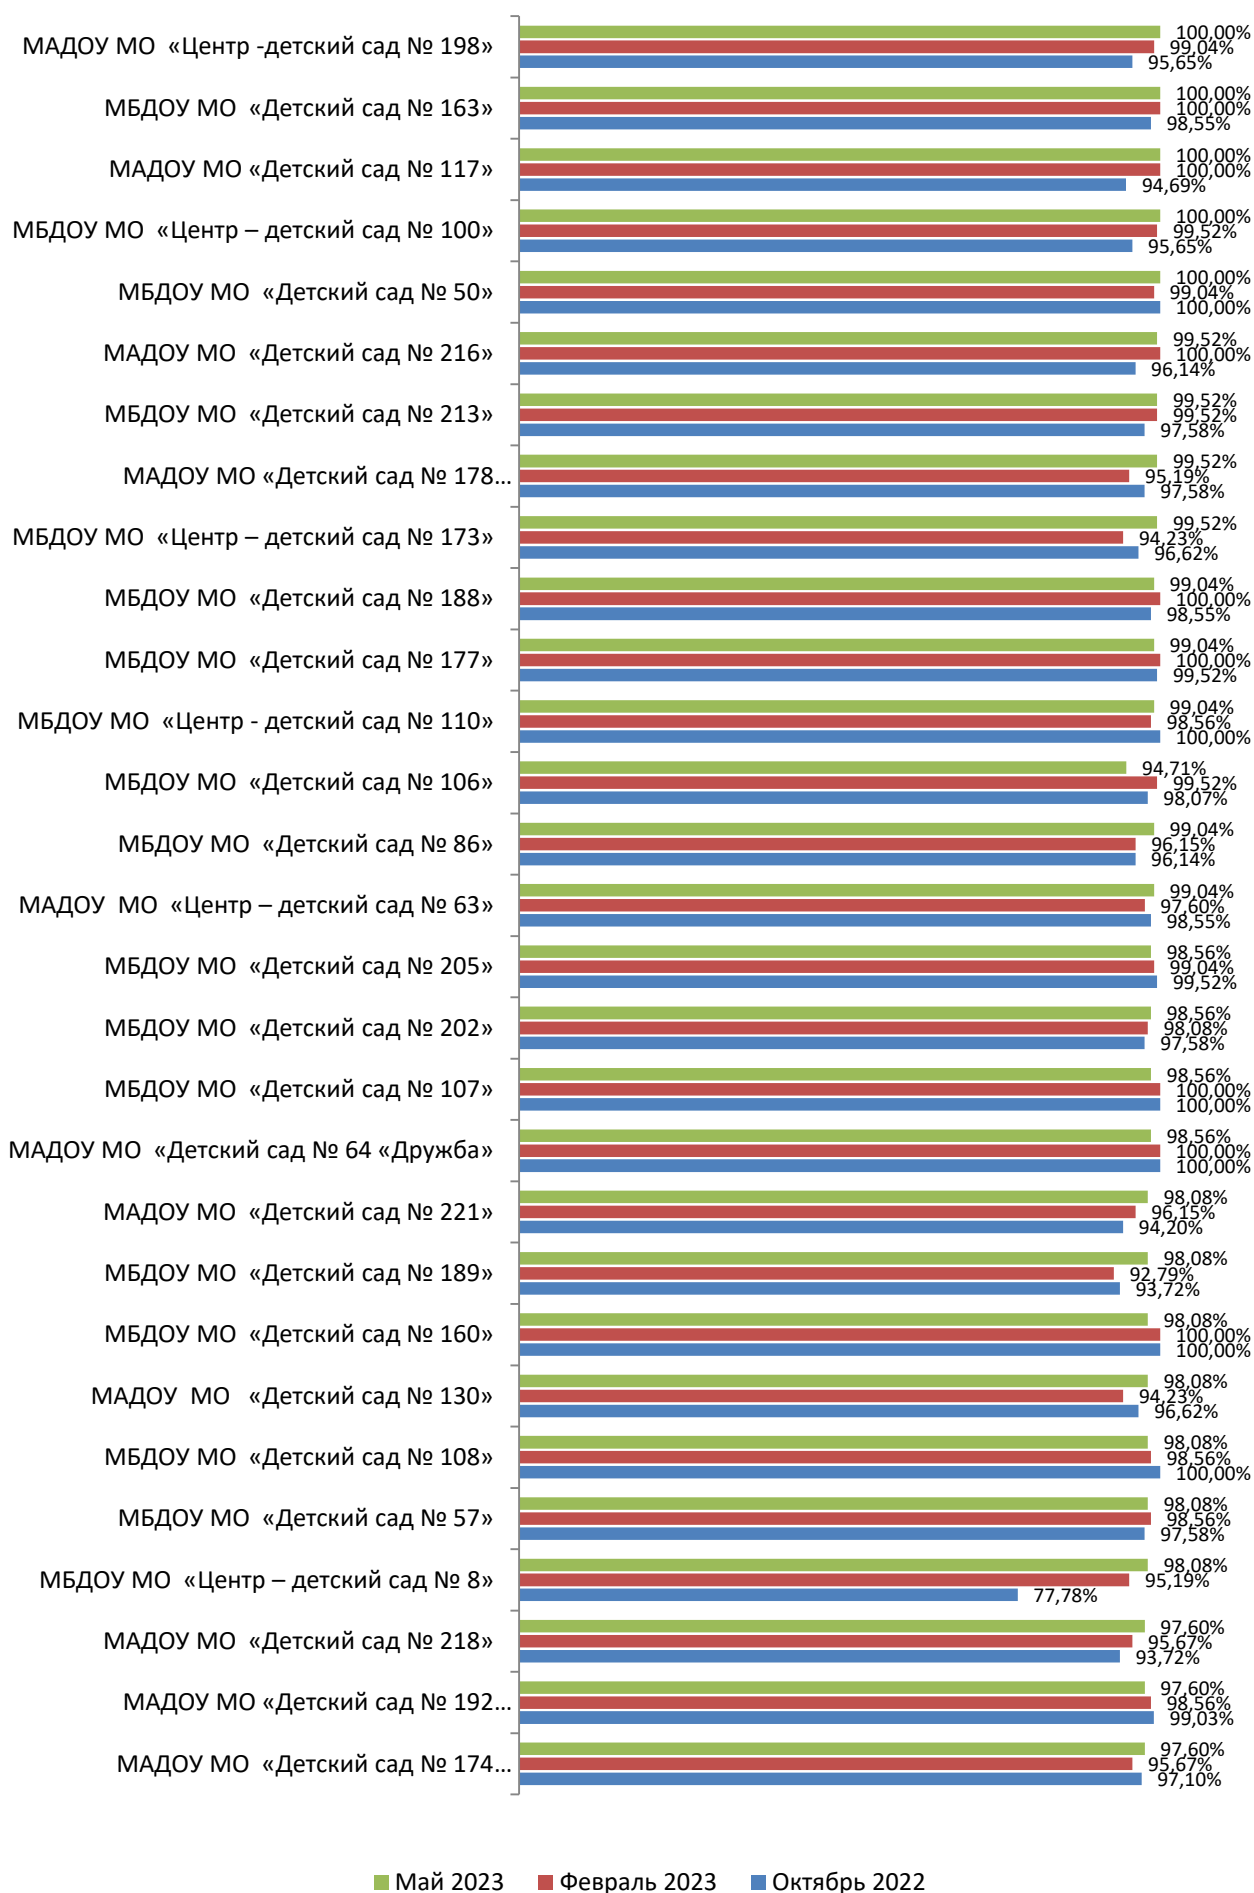 МАДОУ МО  «Центр -детский сад № 198»
100,00%
99,04%
95,65%
МБДОУ МО  «Детский сад № 163»
100,00%
100,00%
98,55%
МАДОУ МО «Детский сад № 117»
100,00%
100,00%
94,69%
МБДОУ МО  «Центр – детский сад № 100»
100,00%
99,52%
95,65%
МБДОУ МО  «Детский сад № 50»
100,00%
99,04%
100,00%
МАДОУ МО  «Детский сад № 216»
99,52%
100,00%
96,14%
МБДОУ МО  «Детский сад № 213»
99,52%
99,52%
97,58%
МАДОУ МО «Детский сад № 178...
99,52%
95,19%
97,58%
МБДОУ МО  «Центр – детский сад № 173»
99,52%
94,23%
96,62%
МБДОУ МО  «Детский сад № 188»
99,04%
100,00%
98,55%
МБДОУ МО  «Детский сад № 177»
99,04%
100,00%
99,52%
МБДОУ МО  «Центр - детский сад № 110»
99,04%
98,56%
100,00%
МБДОУ МО  «Детский сад № 106»
94,71%
99,52%
98,07%
МБДОУ МО  «Детский сад № 86»
99,04%
96,15%
96,14%
МАДОУ  МО  «Центр – детский сад № 63»
99,04%
97,60%
98,55%
МБДОУ МО  «Детский сад № 205»
98,56%
99,04%
99,52%
МБДОУ МО  «Детский сад № 202»
98,56%
98,08%
97,58%
МБДОУ МО  «Детский сад № 107»
98,56%
100,00%
100,00%
МАДОУ МО  «Детский сад № 64 «Дружба»
98,56%
100,00%
100,00%
МАДОУ МО  «Детский сад № 221»
98,08%
96,15%
94,20%
МБДОУ МО  «Детский сад № 189»
98,08%
92,79%
93,72%
МБДОУ МО  «Детский сад № 160»
98,08%
100,00%
100,00%
МАДОУ  МО   «Детский сад № 130»
98,08%
94,23%
96,62%
МБДОУ МО  «Детский сад № 108»
98,08%
98,56%
100,00%
МБДОУ МО  «Детский сад № 57»
98,08%
98,56%
97,58%
МБДОУ МО  «Центр – детский сад № 8»
98,08%
95,19%
77,78%
МАДОУ МО  «Детский сад № 218»
97,60%
95,67%
93,72%
МАДОУ МО «Детский сад № 192...
97,60%
98,56%
99,03%
МАДОУ МО  «Детский сад № 174...
97,60%
95,67%
97,10%
Май 2023 Февраль 2023 Октябрь 2022